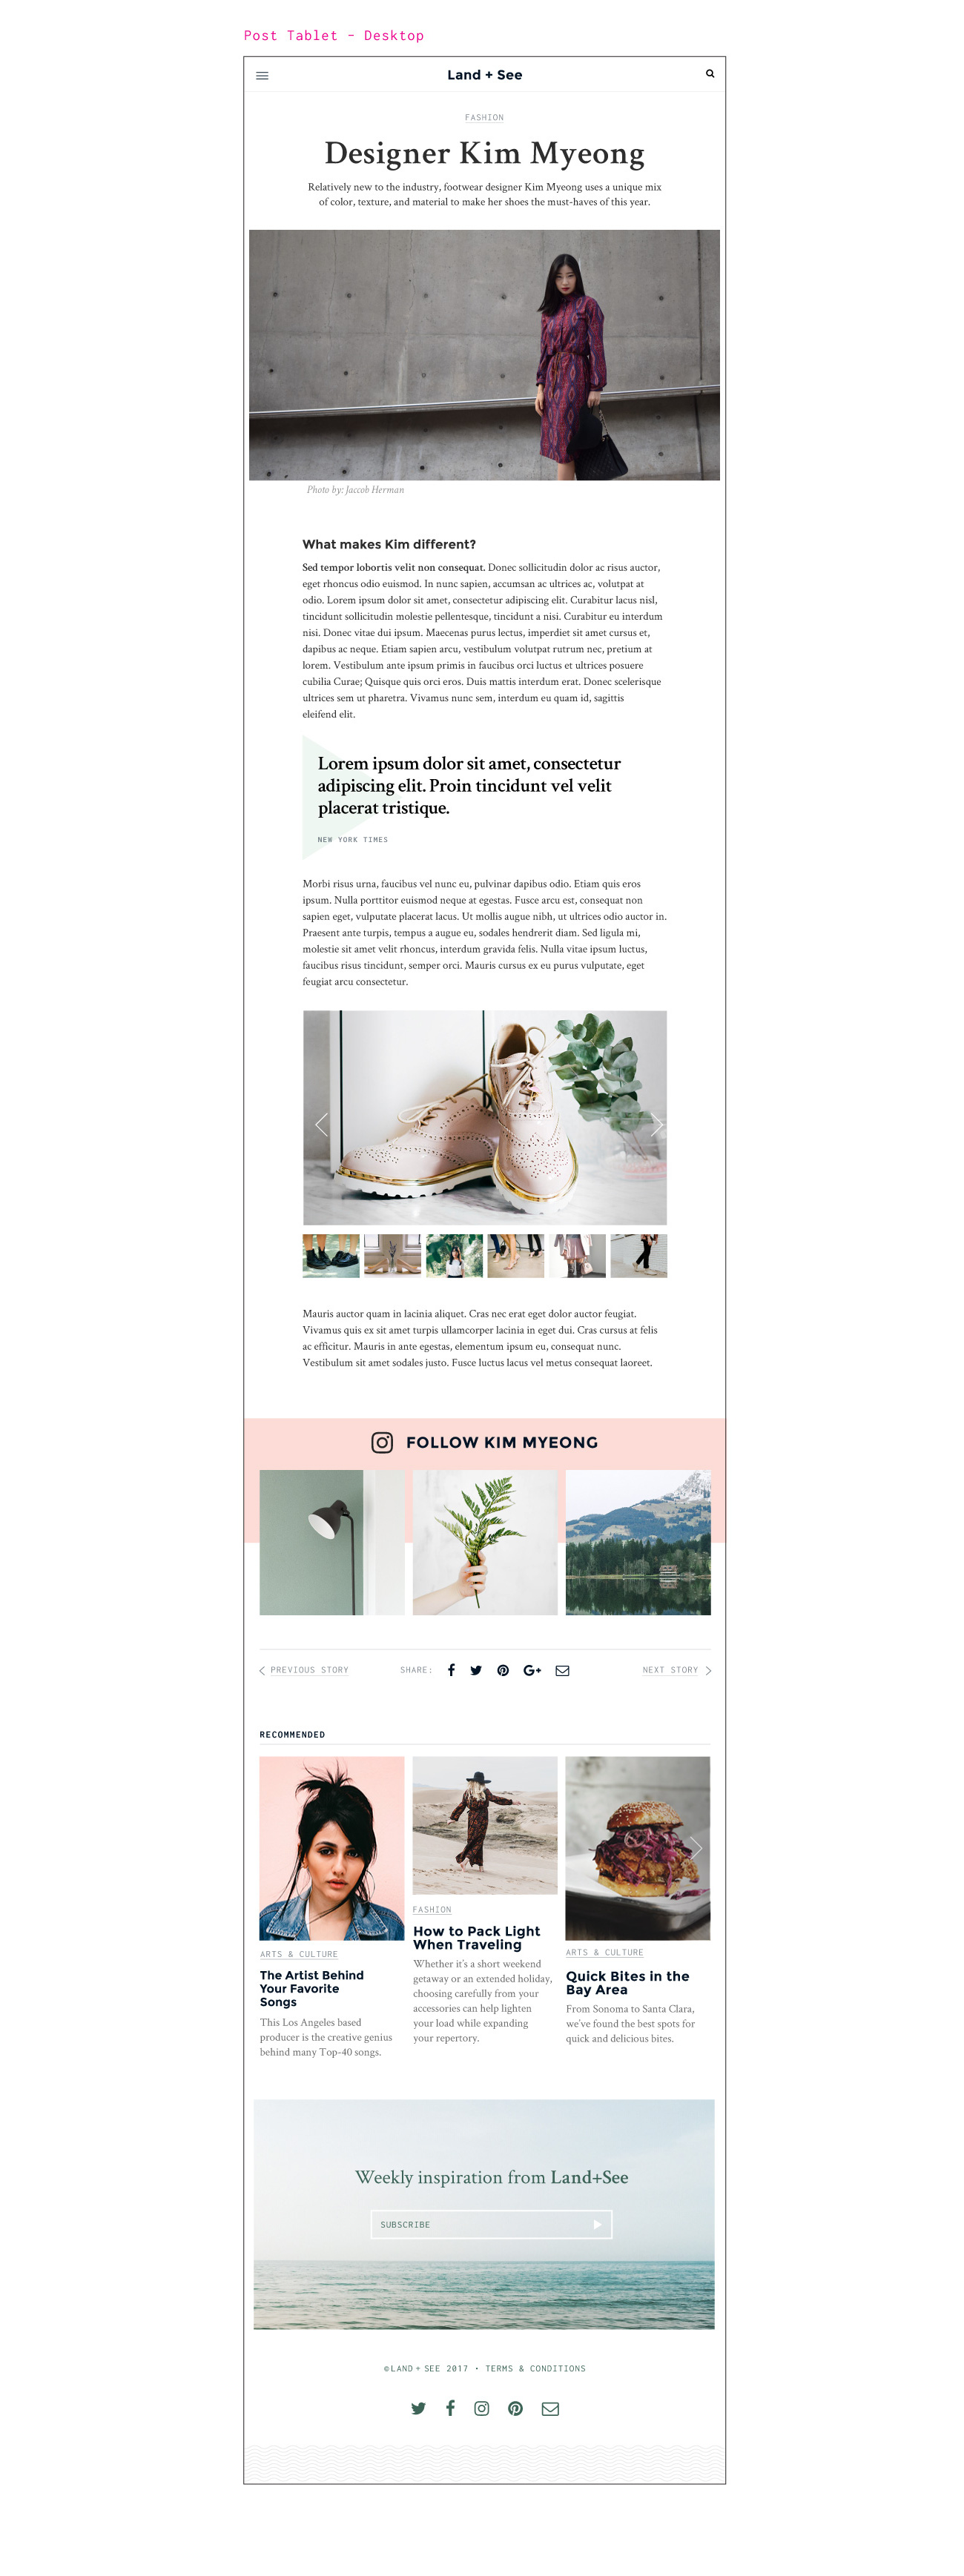 Post Tablet - Desktop
Land + See
FASHION
Designer Kim Myeong
Relatively new to the industry, footwear designer Kim Myeong uses a unique mix
of color, texture, and material to make her shoes the must-haves of this year.
Photo by: Jaccob Herman
What makes Kim different?
Sed tempor lobortis velit non consequat. Donec sollicitudin dolor ac risus auctor,
eget rhoncus odio euismod. In nunc sapien, accumsan ac ultrices ac, volutpat at
odio. Lorem ipsum dolor sit amet, consectetur adipiscing elit. Curabitur lacus nisl,
tincidunt sollicitudin molestie pellentesque, tincidunt a nisi. Curabitur eu interdum
nisi. Donec vitae dui ipsum. Maecenas purus lectus, imperdiet sit amet cursus et,
dapibus ac neque. Etiam sapien arcu, vestibulum volutpat rutrum nec, pretium at
lorem. Vestibulum ante ipsum primis in faucibus orci luctus et ultrices posuere
cubilia Curae; Quisque quis orci eros. Duis mattis interdum erat. Donec scelerisque
ultrices sem ut pharetra. Vivamus nunc sem, interdum eu quam id, sagittis
eleifend elit.
Lorem ipsum dolor sit amet, consectetur
adipiscing elit. Proin tincidunt vel velit
placerat tristique.
NEW YORK TIMES
Morbi risus urna, faucibus vel nunc eu, pulvinar dapibus odio. Etiam quis eros
ipsum. Nulla porttitor euismod neque at egestas. Fusce arcu est, consequat non
sapien eget, vulputate placerat lacus. Ut mollis augue nibh, ut ultrices odio auctor in.
Praesent ante turpis, tempus a augue eu, sodales hendrerit diam. Sed ligula mi,
molestie sit amet velit rhoncus, interdum gravida felis. Nulla vitae ipsum luctus,
faucibus risus tincidunt, semper orci. Mauris cursus ex eu purus vulputate, eget
feugiat arcu consectetur.
Mauris auctor quam in lacinia aliquet. Cras nec erat eget dolor auctor feugiat.
Vivamus quis ex sit amet turpis ullamcorper lacinia in eget dui. Cras cursus at felis
ac efficitur. Mauris in ante egestas, elementum ipsum eu, consequat nunc.
Vestibulum sit amet sodales justo. Fusce luctus lacus vel metus consequat laoreet.
FOLLOW KIM MYEONG
PREVIOUS STORY
SHARE:
NEXT STORY
RECOMMENDED
ARTS & CULTURE
The Artist Behind
Your Favorite
Songs
This Los Angeles based
producer is the creative genius
behind many Top-40 songs.
FASHION
How to Pack Light
When Traveling
Whether it's a short weekend
getaway or an extended holiday,
choosing carefully from your
accessories can help lighten
your load while expanding
your repertory.
ARTS & CULTURE
Quick Bites in the
Bay Area
From Sonoma to Santa Clara,
we've found the best spots for
quick and delicious bites.
Weekly inspiration from Land+See
SUBSCRIBE
©LAND + SEE 2017 • TERMS & CONDITIONS